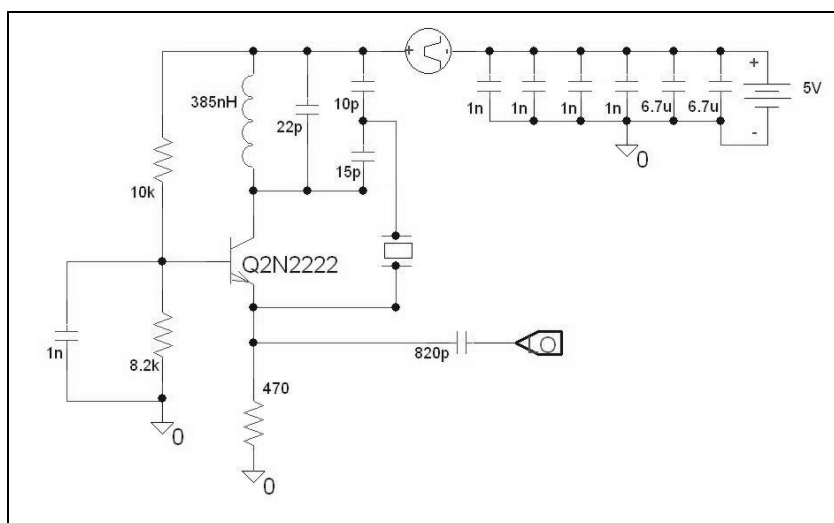 +
-
+
5V
-
385nH
22p
10p
15p
1n
1n
1n
1n
6.7u
6.7u
0
10k
Q2N2222
1n
8.2k
820p
470
0
0